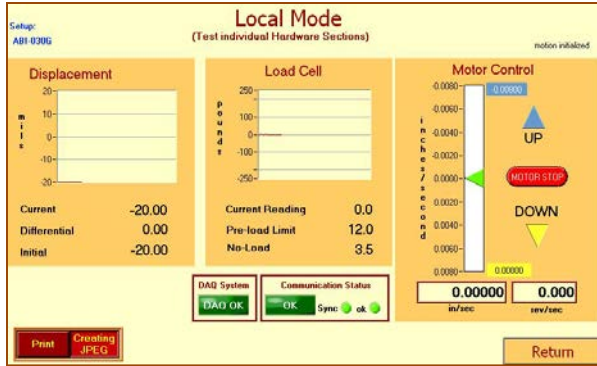 Local Mode
(Test individual Hardware Sections)
Setup:
ABI-030G
motion initialized
Displacement
mils
20
10
0
-10
-20
Current -20.00
Differential 0.00
Initial -20.00
Load Cell
pounds
250
100
0
-100
-250
Current Reading 0.0
Pre-load Limit 12.0
No-Load 3.5
Motor Control
inches/second
-0.0080
-0.0060
-0.0040
-0.0020
0.0000
0.0020
0.0040
0.0060
0.0080
-0.00800
UP
MOTOR STOP
DOWN
0.00000
0.00000 0.000
in/sec rev/sec
DAQ System
DAQ OK
Communication Status
OK Sync ok
Print
Creating
JPEG
Return